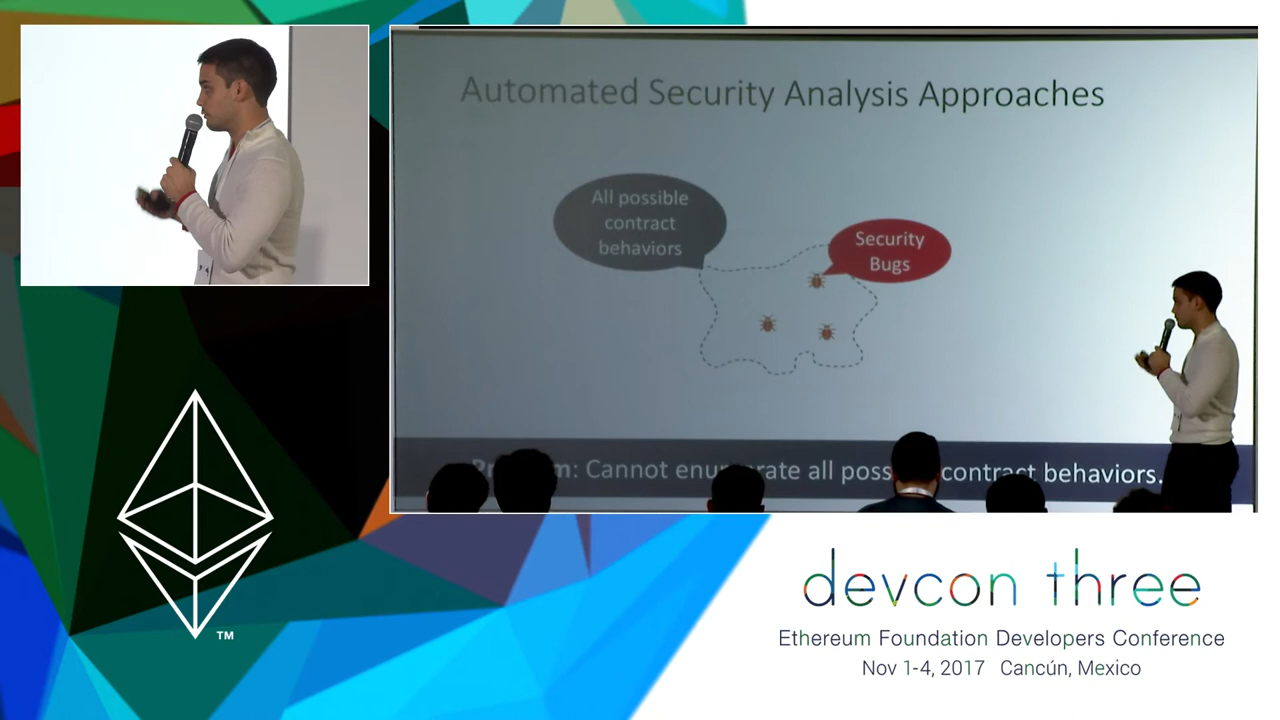 Automated Security Analysis Approaches
All possible
contract
behaviors
Security
Bugs
: Cannot enumerate all contract behaviors.
TM
devcon three
Ethereum Foundation Developers Conference
Nov 1-4, 2017 Cancún, Mexico